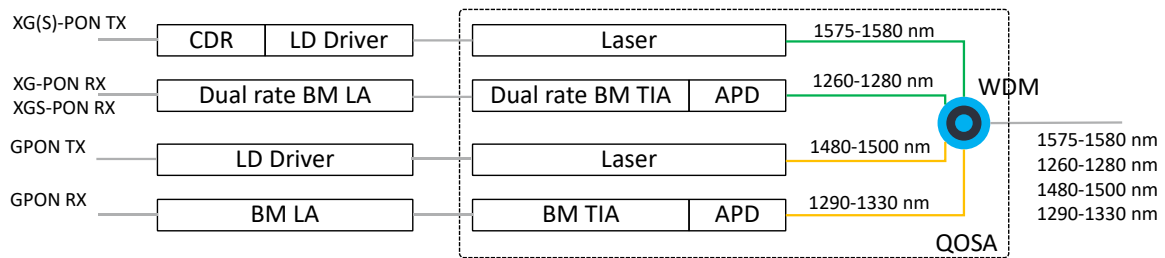 XG(S)-PON TX
CDR
LD Driver
Laser
1575-1580 nm
XG-PON RX
XGS-PON RX
Dual rate BM LA
Dual rate BM TIA
APD
1260-1280 nm
WDM
GPON TX
LD Driver
Laser
1480-1500 nm
GPON RX
BM LA
BM TIA
APD
1290-1330 nm
QOSA
1575-1580 nm
1260-1280 nm
1480-1500 nm
1290-1330 nm